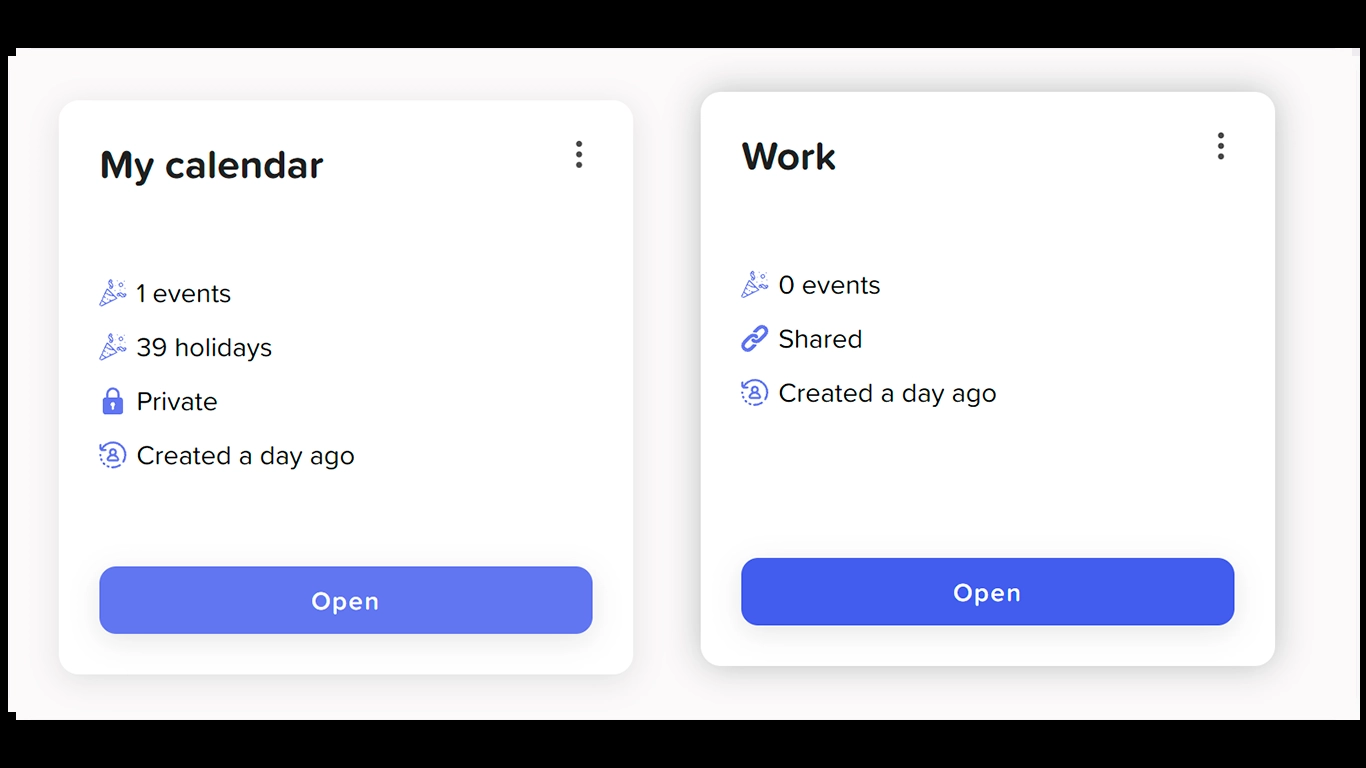 My calendar
1 events
39 holidays
Private
Created a day ago
Open
Work
0 events
Shared
Created a day ago
Open